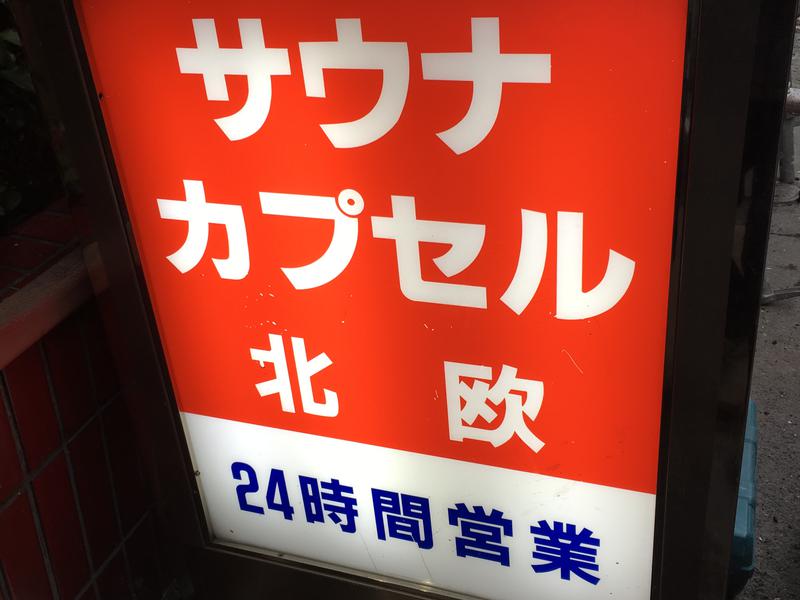 サウナ
カプセル
北欧
24時間営業